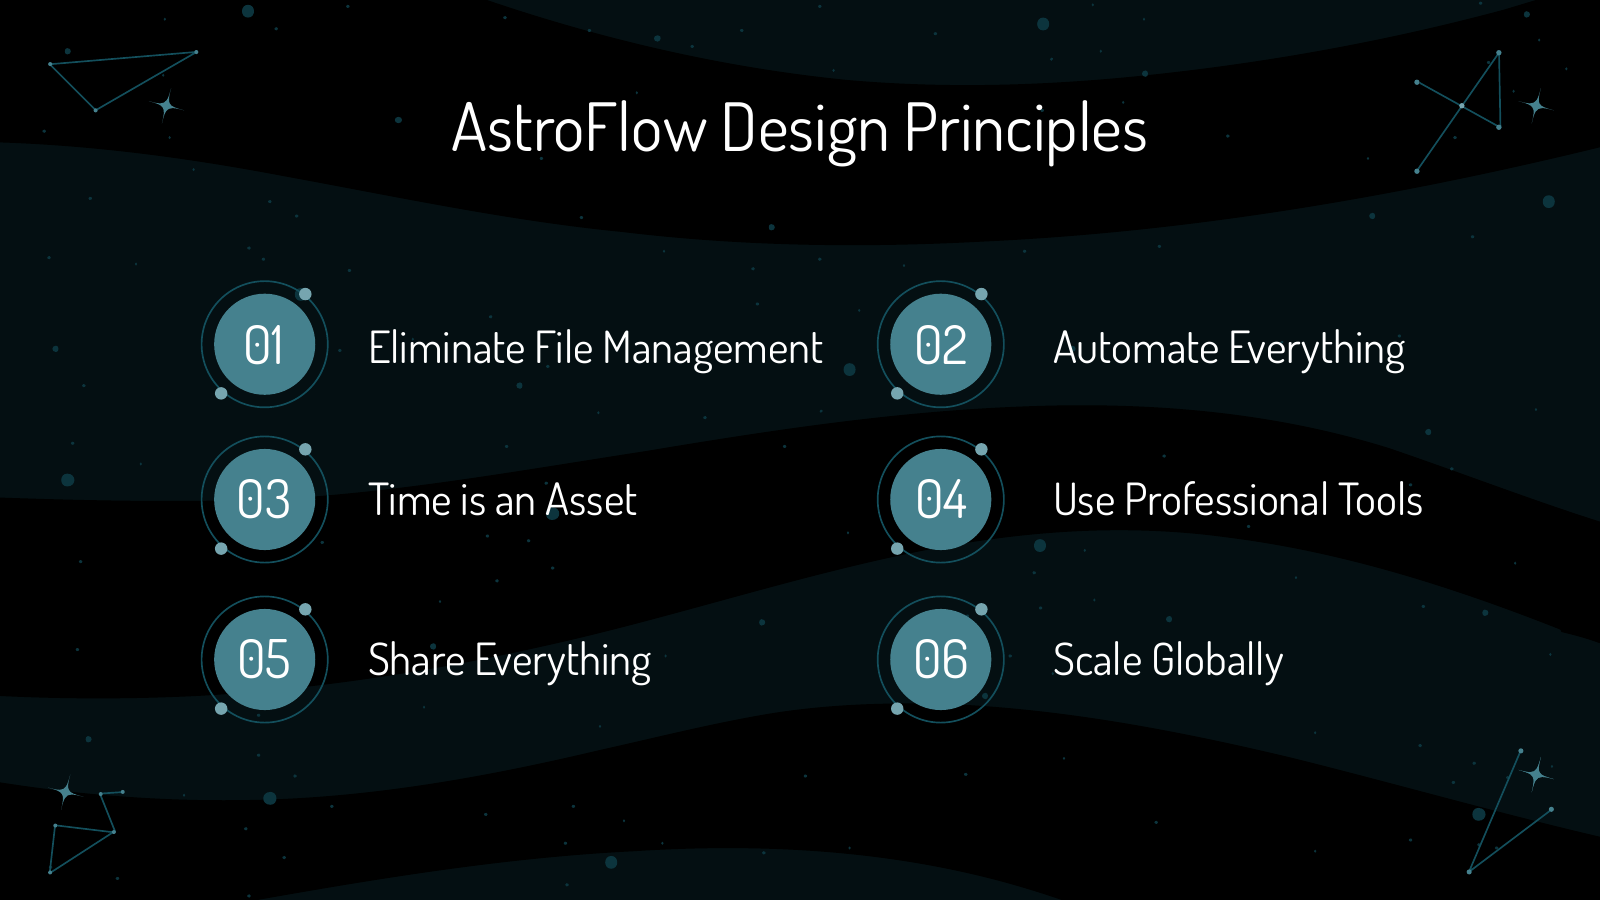 AstroFlow Design Principles
01
Eliminate File Management
02
Automate Everything
03
Time is an Asset
04
Use Professional Tools
05
Share Everything
06
Scale Globally